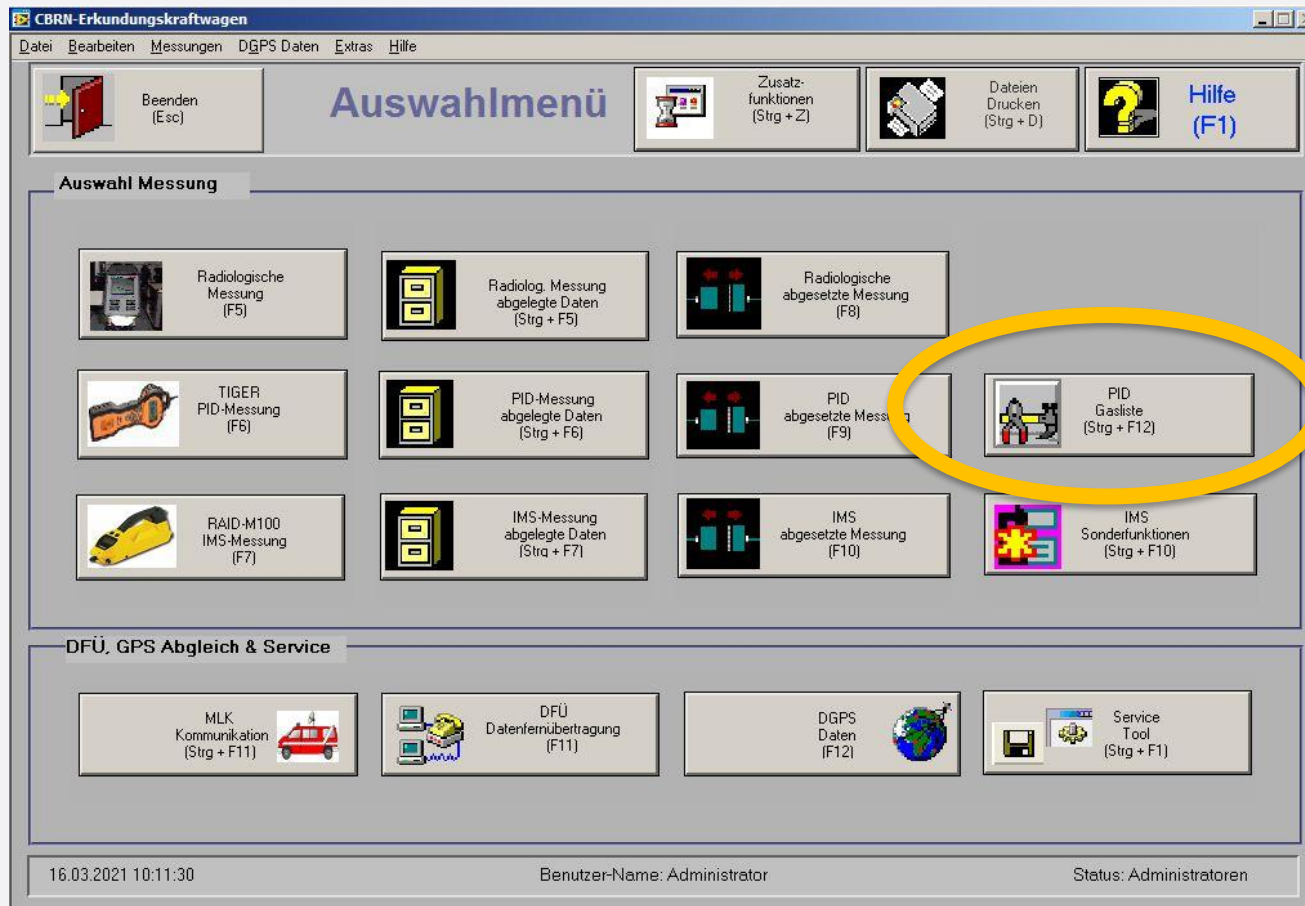 CBRN-Erkundungskraftwagen
Datei Bearbeiten Messungen DGPS Daten Extras Hilfe
Beenden
(Esc)
Auswahlmenü
Zusatz-
funktionen
(Strg + Z)
Dateien
Drucken
(Strg + D)
Hilfe
(F1)
Auswahl Messung
Radiologische
Messung
(F5)
Radiolog. Messung
abgelegte Daten
(Strg + F5)
Radiologische
abgesetzte Messung
(F8)
TIGER
PID-Messung
(F6)
PID-Messung
abgelegte Daten
(Strg + F6)
PID
abgesetzte Messung
(F9)
PID
Gasliste
(Strg + F12)
RAID-M100
IMS-Messung
(F7)
IMS-Messung
abgelegte Daten
(Strg + F7)
IMS
abgesetzte Messung
(F10)
IMS
Sonderfunktionen
(Strg + F10)
DFÜ, GPS Abgleich & Service
MLK
Kommunikation
(Strg + F11)
DFÜ
Datenfernübertragung
(F11)
DGPS
Daten
(F12)
Service
Tool
(Strg + F1)
16.03.2021 10:11:30
Benutzer-Name: Administrator
Status: Administratoren